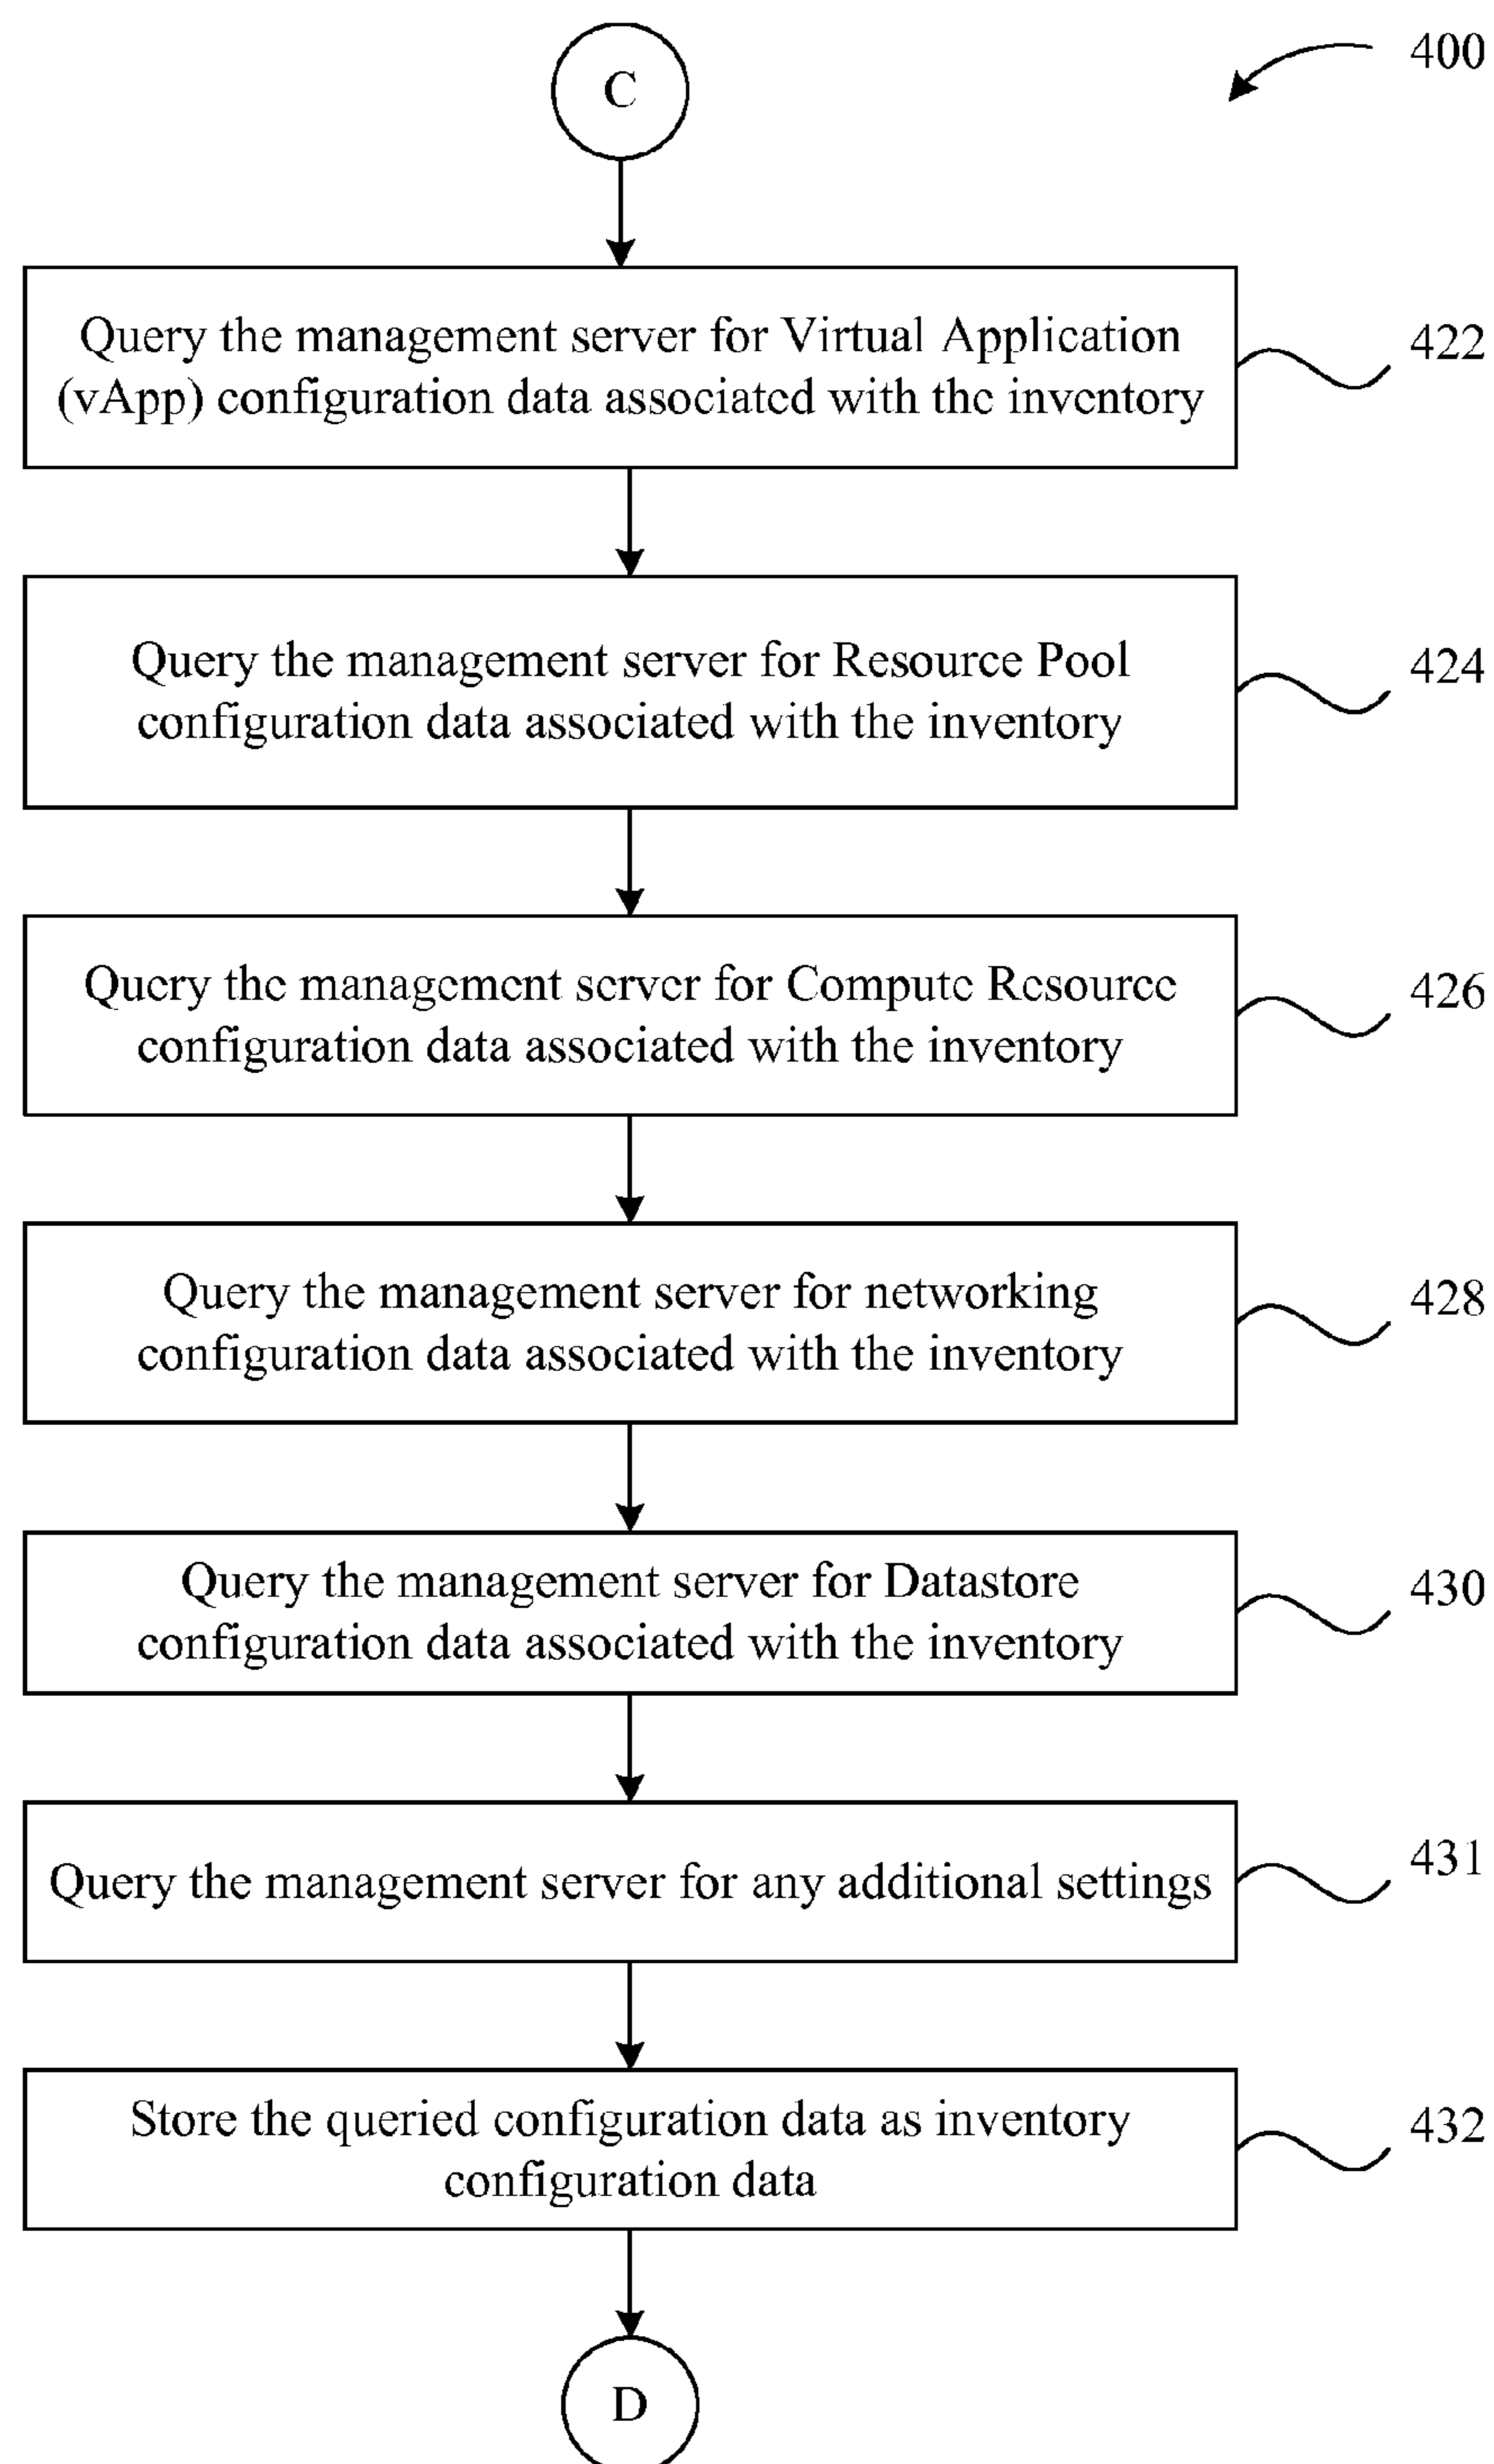 C
400
Query the management server for Virtual Application
(vApp) configuration data associated with the inventory
422
Query the management server for Resource Pool
configuration data associated with the inventory
424
Query the management server for Compute Resource
configuration data associated with the inventory
426
Query the management server for networking
configuration data associated with the inventory
428
Query the management server for Datastore
configuration data associated with the inventory
430
Query the management server for any additional settings
431
Store the queried configuration data as inventory
configuration data
432
D